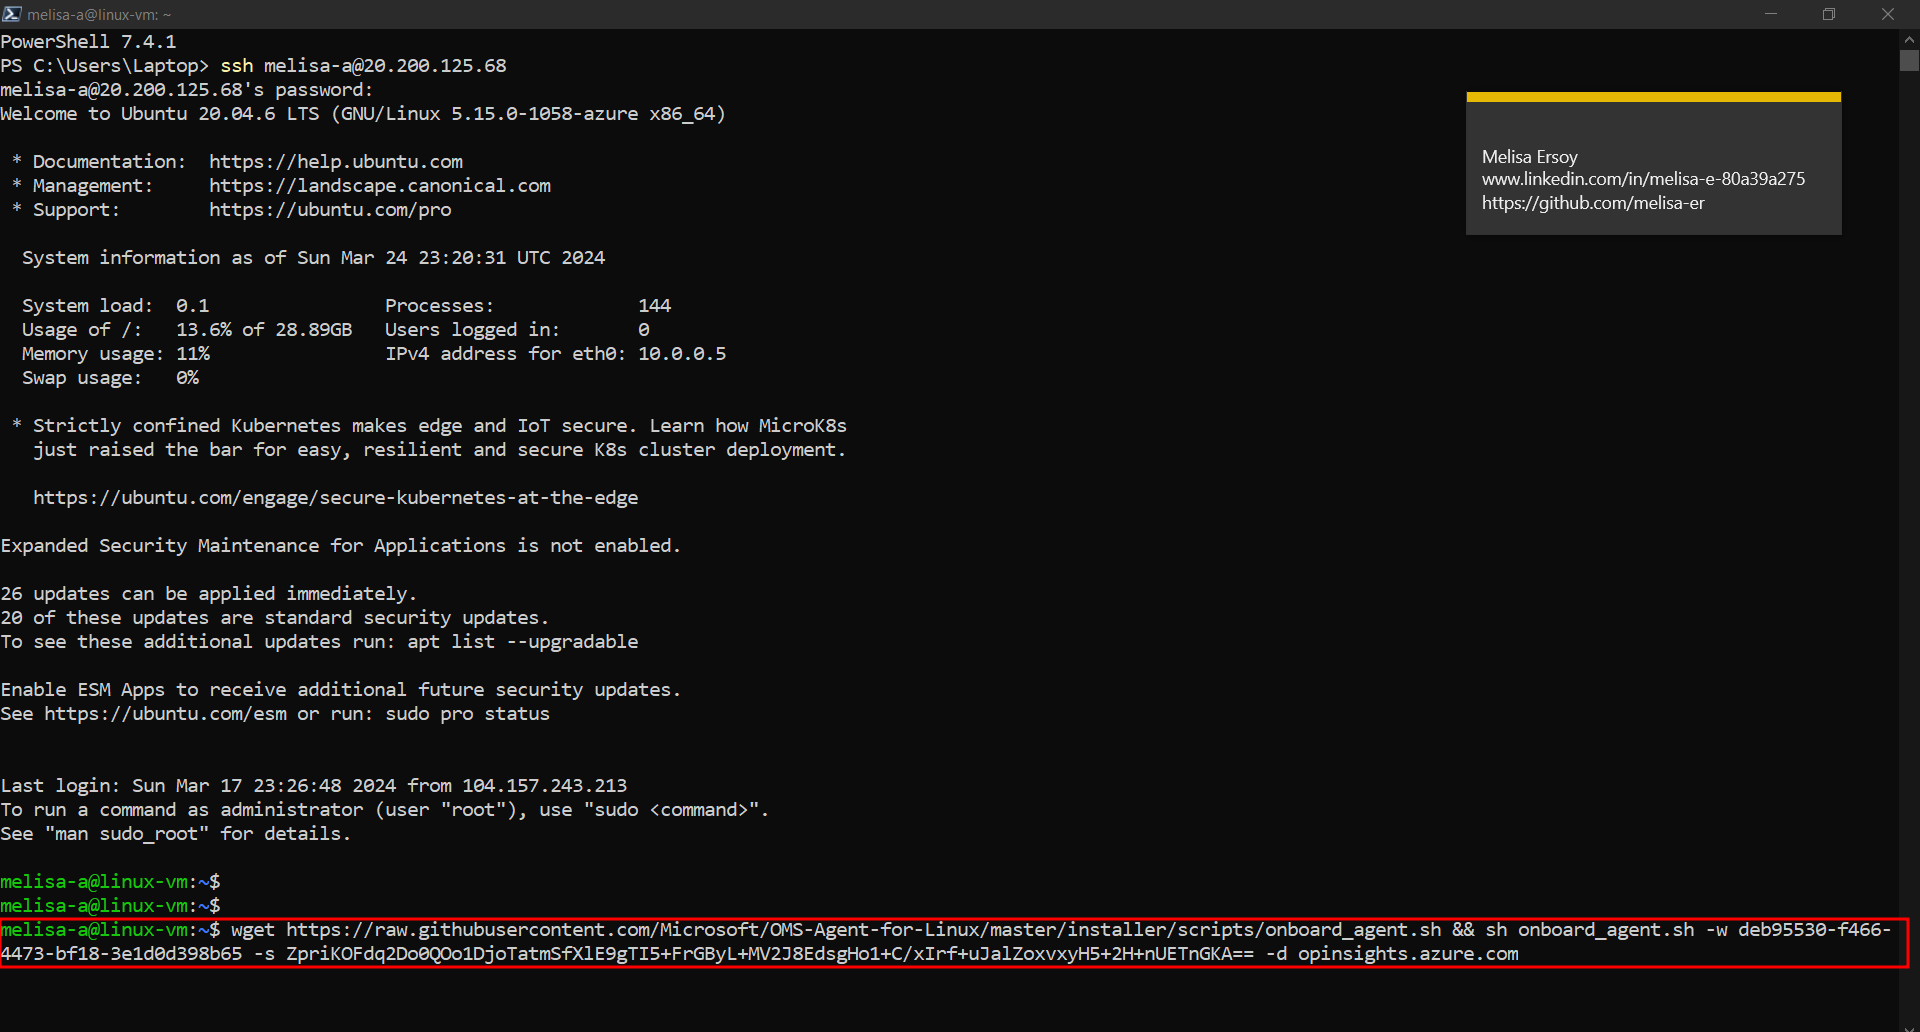 melisa-a@linux-vm: ~
PowerShell 7.4.1
PS C:\Users\Laptop> ssh melisa-a@20.200.125.68
melisa-a@20.200.125.68's password:
Welcome to Ubuntu 20.04.6 LTS (GNU/Linux 5.15.0-1058-azure x86_64)
* Documentation:  https://help.ubuntu.com
* Management:     https://landscape.canonical.com
* Support:        https://ubuntu.com/pro
Melisa Ersoy
www.linkedin.com/in/melisa-e-80a39a275
https://github.com/melisa-er
System information as of Sun Mar 24 23:20:31 UTC 2024
System load:  0.1                Processes:             144
Usage of /:   13.6% of 28.89GB   Users logged in:       0
Memory usage: 11%                IPv4 address for eth0: 10.0.0.5
Swap usage:   0%
* Strictly confined Kubernetes makes edge and IoT secure. Learn how MicroK8s
just raised the bar for easy, resilient and secure K8s cluster deployment.
https://ubuntu.com/engage/secure-kubernetes-at-the-edge
Expanded Security Maintenance for Applications is not enabled.
26 updates can be applied immediately.
20 of these updates are standard security updates.
To see these additional updates run: apt list --upgradable
Enable ESM Apps to receive additional future security updates.
See https://ubuntu.com/esm or run: sudo pro status
Last login: Sun Mar 17 23:26:48 2024 from 104.157.243.213
To run a command as administrator (user "root"), use "sudo <command>".
See "man sudo_root" for details.
melisa-a@linux-vm:~$
melisa-a@linux-vm:~$
melisa-a@linux-vm:~$ wget https://raw.githubusercontent.com/Microsoft/OMS-Agent-for-Linux/master/installer/scripts/onboard_agent.sh && sh onboard_agent.sh -w deb95530-f466-
4473-bf18-3e1d0d398b65 -s ZpriKOFdq2Do0QOo1DjoTatmSfXlE9gTI5+FrGByL+MV2J8EdsgHo1+C/xIrf+uJalZoxvxyH5+2H+nUETnGKA== -d opinsights.azure.com